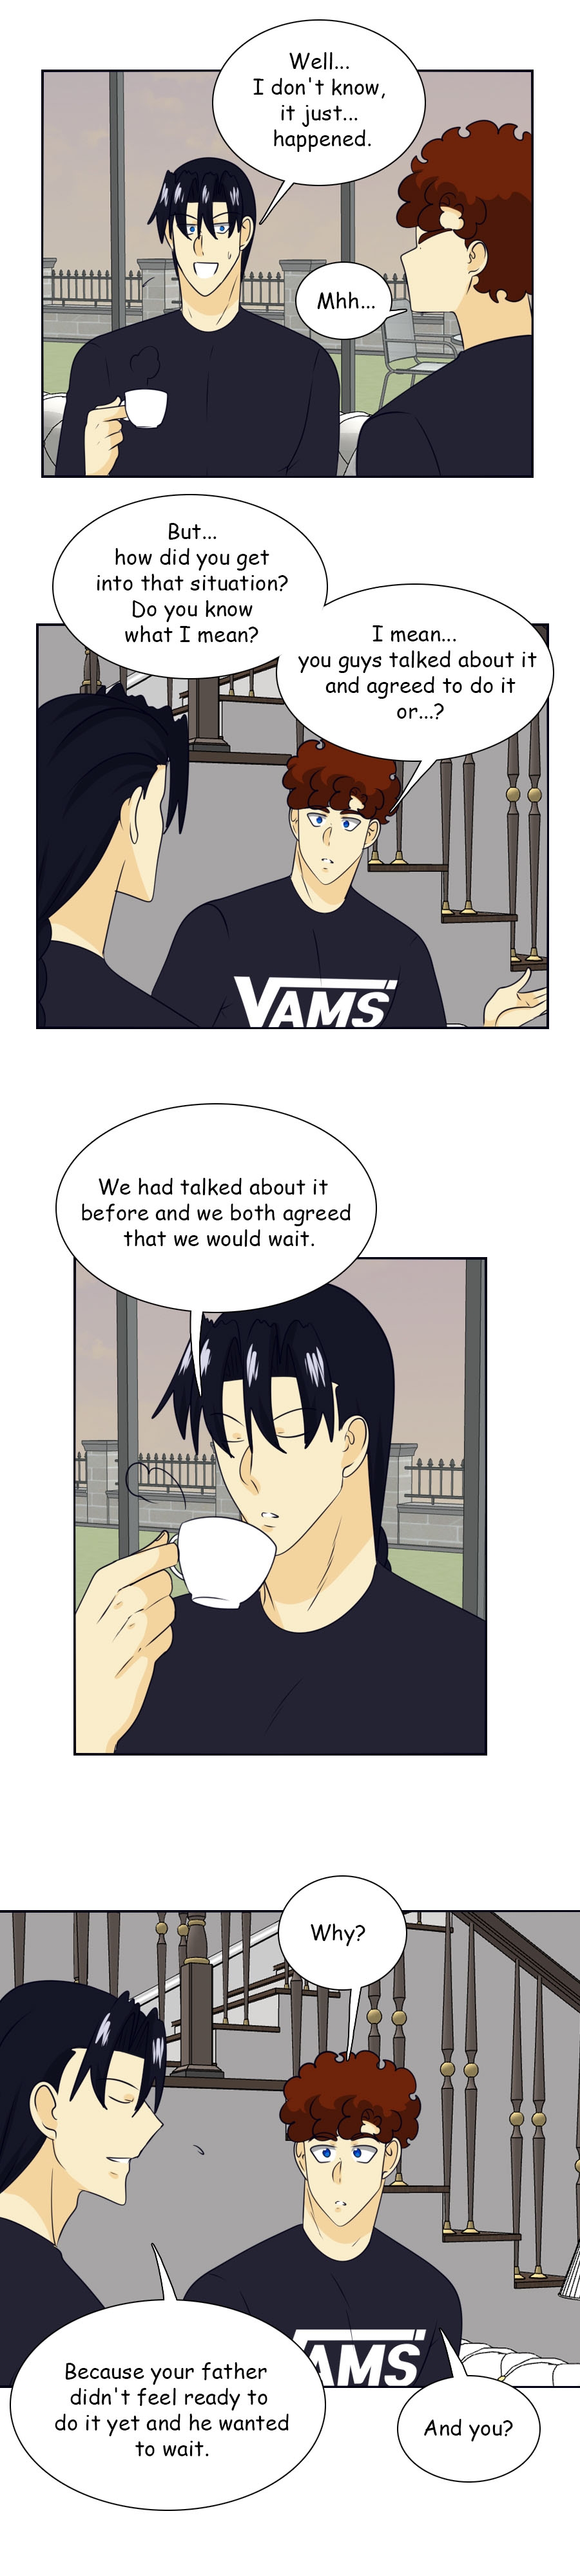 Well...
I don't know,
it just...
happened.
Mhh...
But...
how did you get
into that situation?
Do you know
what I mean?
I mean...
you guys talked about it
and agreed to do it
or...?
VAMS
We had talked about it
before and we both agreed
that we would wait.
Why?
AMS
Because your father
didn't feel ready to
do it yet and he wanted
to wait.
And you?